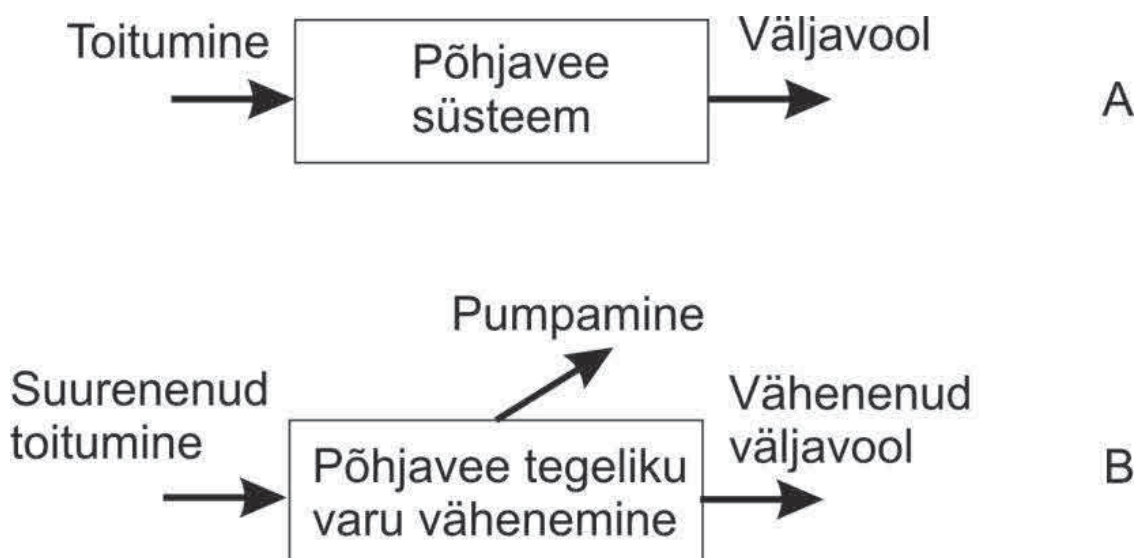 Toitumine
Põhjavee
süsteem
Väljavool
A
Pumpamine
Suurenenud
toitumine
Põhjavee tegeliku
varu vähenemine
Vähenenud
väljavool
B